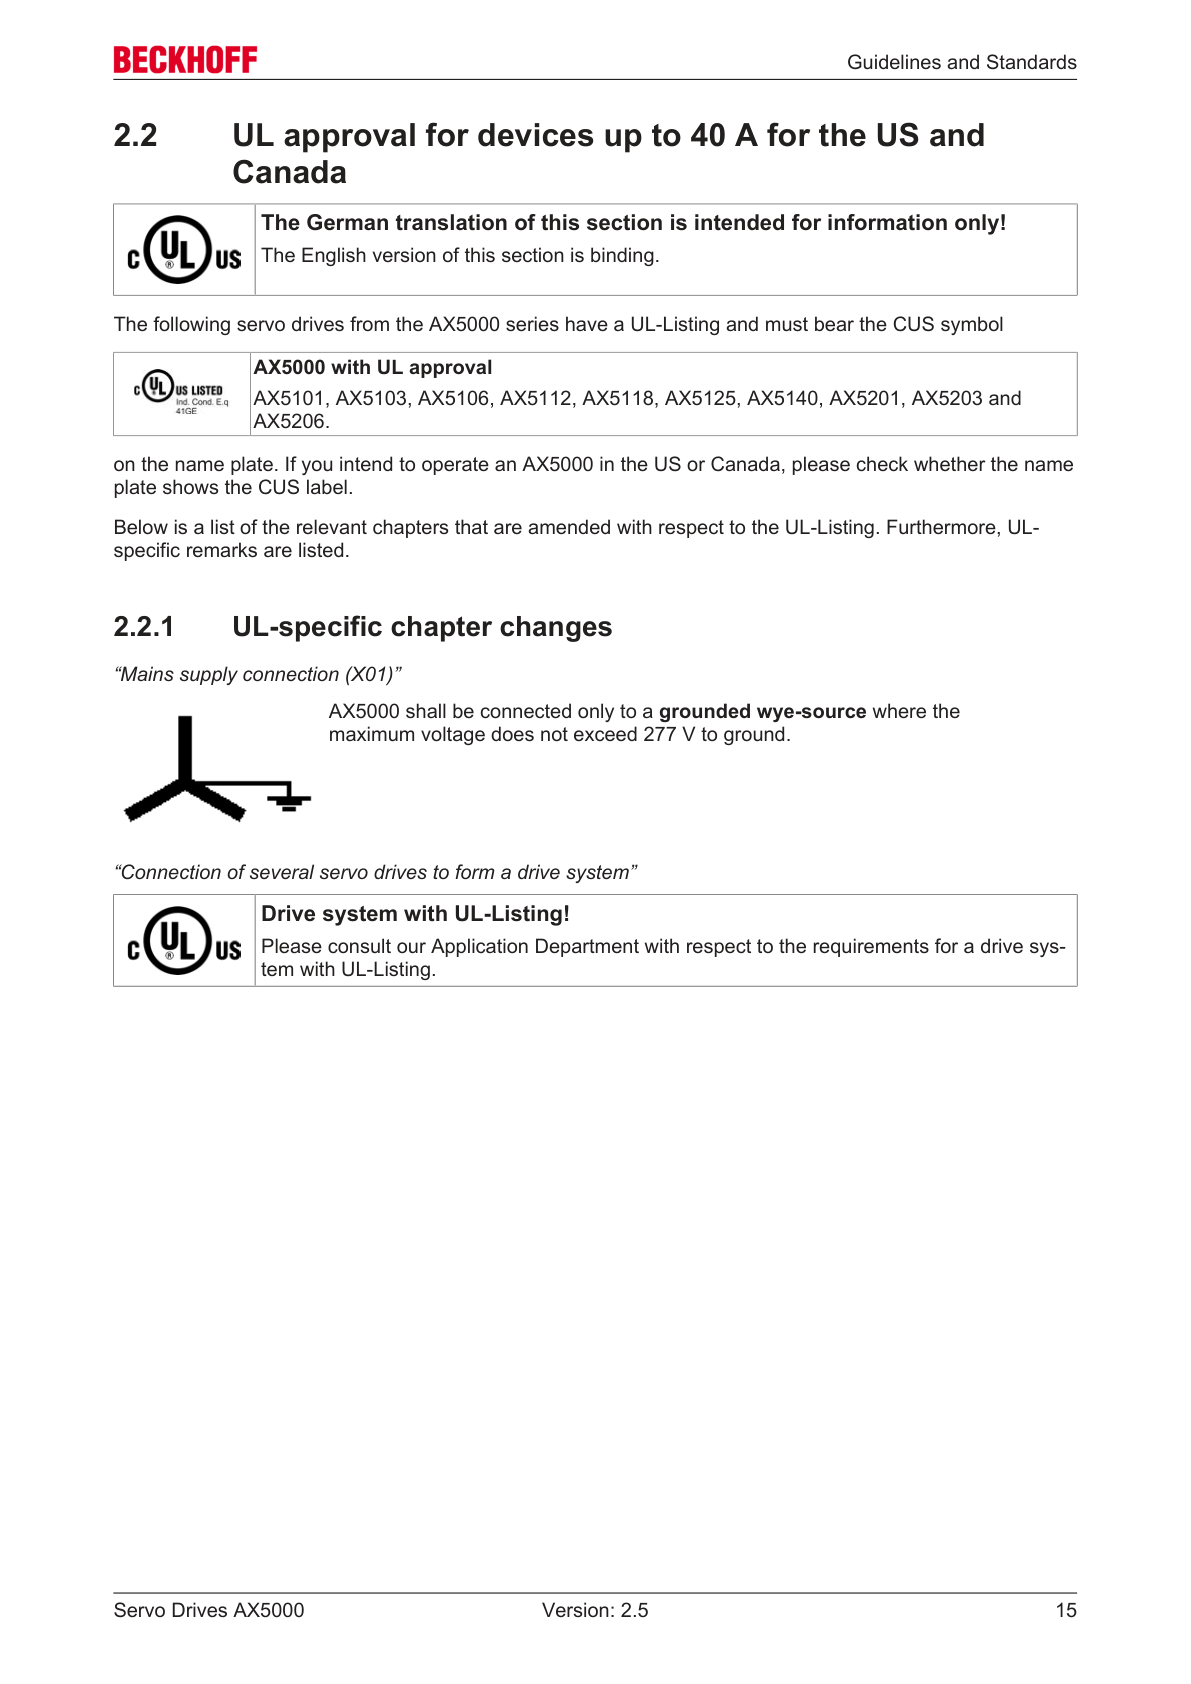 BECKHOFF
Guidelines and Standards
2.2 UL approval for devices up to 40 A for the US and
Canada
C UL ® US
The German translation of this section is intended for information only!
The English version of this section is binding.
The following servo drives from the AX5000 series have a UL-Listing and must bear the CUS symbol
C UL US LISTED
Ind. Cond. E.q
41GE
AX5000 with UL approval
AX5101, AX5103, AX5106, AX5112, AX5118, AX5125, AX5140, AX5201, AX5203 and
AX5206.
on the name plate. If you intend to operate an AX5000 in the US or Canada, please check whether the name
plate shows the CUS label.
Below is a list of the relevant chapters that are amended with respect to the UL-Listing. Furthermore, UL-
specific remarks are listed.
2.2.1 UL-specific chapter changes
“Mains supply connection (X01)”
AX5000 shall be connected only to a grounded wye-source where the
maximum voltage does not exceed 277 V to ground.
“Connection of several servo drives to form a drive system”
C UL ® US
Drive system with UL-Listing!
Please consult our Application Department with respect to the requirements for a drive sys-
tem with UL-Listing.
Servo Drives AX5000 Version: 2.5 15